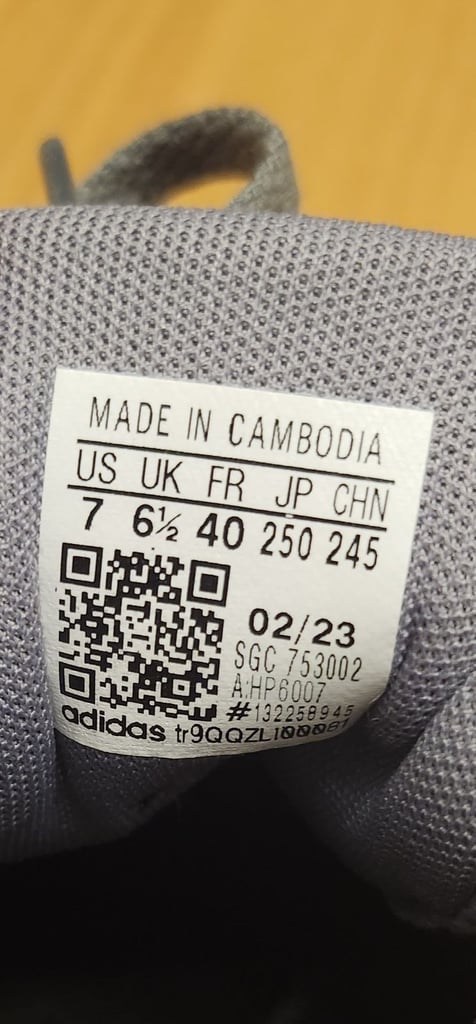 MADE IN CAMBODIA
US UK FR JP CHN
7 6½ 40 250 245
02/23
SGC 753002
A:HP6007
#132258945
adidas tr9QQZL100081